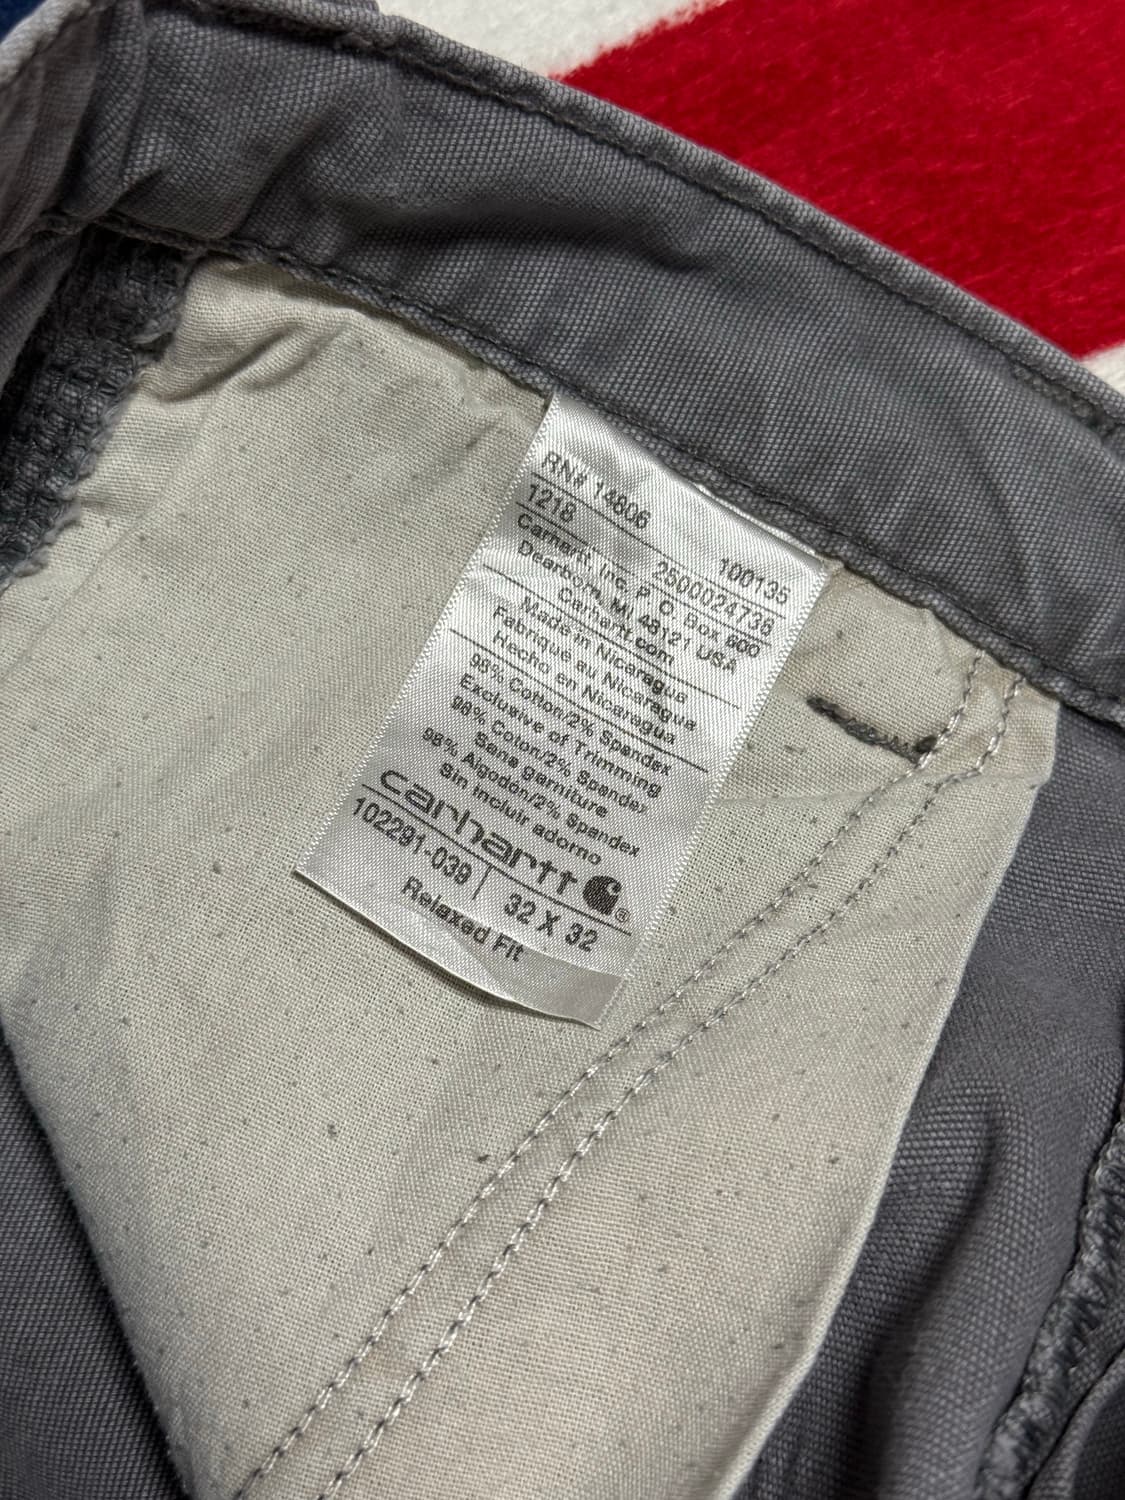 RN# 14806
100135
1218
2500024736
Carhartt, Inc. P. O. Box 600
Dearborn, MI 48121 USA
Carhartt.com
Made in Nicaragua
Fabriqué au Nicaragua
Hecho en Nicaragua
98% Cotton/2% Spandex
Exclusive of Trimming
98% Coton/2% Spandex
Sans garniture
98% Algodón/2% Spandex
Sin incluir adorno
carhartt ®
102291-039 | 32 X 32
Relaxed Fit